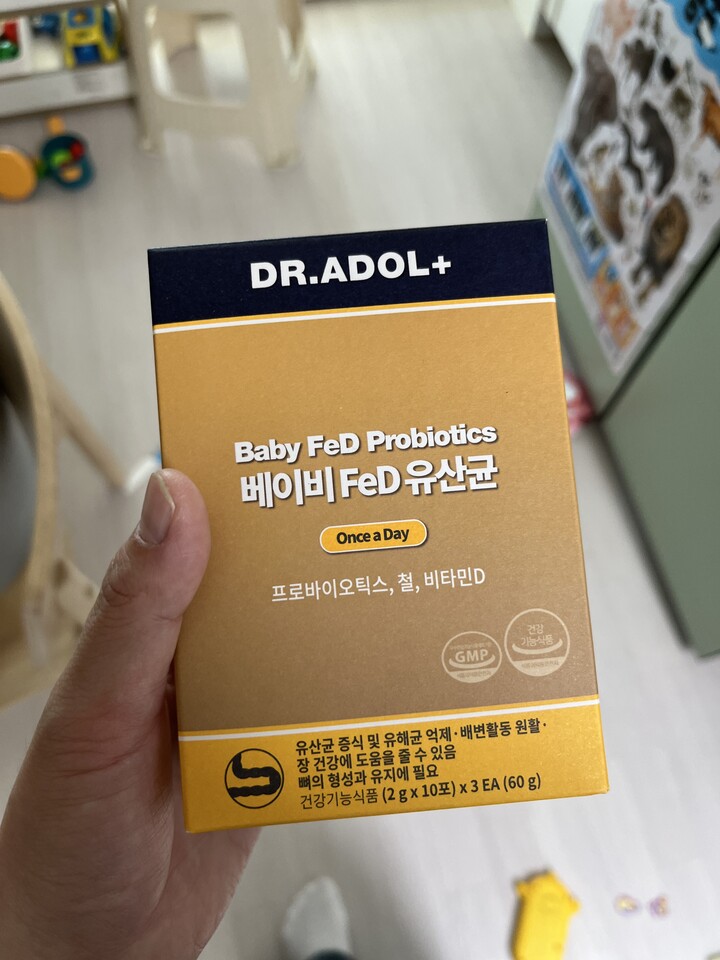 DR.ADOL+
Baby FeD Probiotics
베이비 FeD 유산균
Once a Day
프로바이오틱스, 철, 비타민D
GMP
건강
기능식품
유산균 증식 및 유해균 억제·배변활동 원활·
장 건강에 도움을 줄 수 있음
뼈의 형성과 유지에 필요
건강기능식품 (2 g x 10포) x 3 EA (60 g)